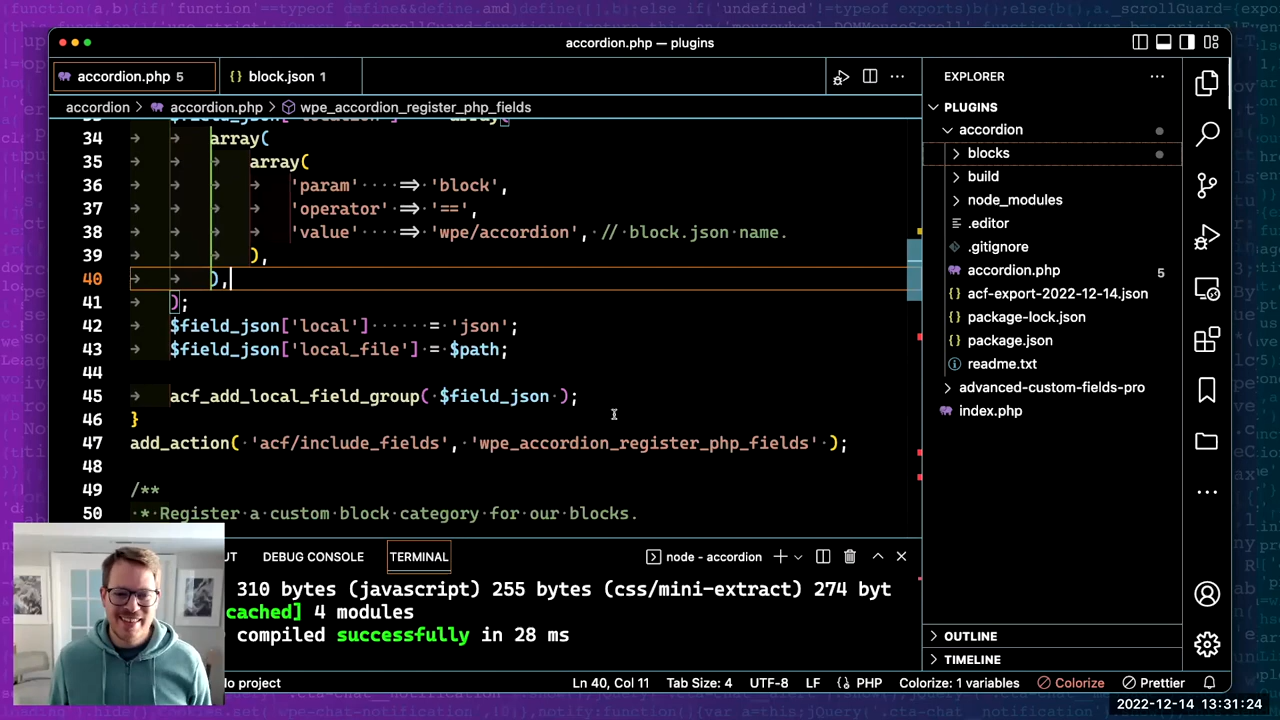 accordion.php — plugins
accordion.php 5
block.json 1
accordion > accordion.php > wpe_accordion_register_php_fields
34 array(
35 array(
36 'param' => 'block',
37 'operator' => '==',
38 'value' => 'wpe/accordion', // block.json name.
39 ),
40 ),
41 );
42 $field_json['local'] = 'json';
43 $field_json['local_file'] = $path;
44
45 acf_add_local_field_group( $field_json );
46 }
47 add_action( 'acf/include_fields', 'wpe_accordion_register_php_fields' );
48
49 /**
50 * Register a custom block category for our blocks.
EXPLORER
PLUGINS
accordion
blocks
build
node_modules
.editor
.gitignore
accordion.php 5
acf-export-2022-12-14.json
package-lock.json
package.json
readme.txt
advanced-custom-fields-pro
index.php
OUTLINE
TIMELINE
UT DEBUG CONSOLE TERMINAL
node - accordion
310 bytes (javascript) 255 bytes (css/mini-extract) 274 byt
cached] 4 modules
compiled successfully in 28 ms
No project
Ln 40, Col 11 Tab Size: 4 UTF-8 LF PHP Colorize: 1 variables Colorize Prettier
2022-12-14 13:31:24